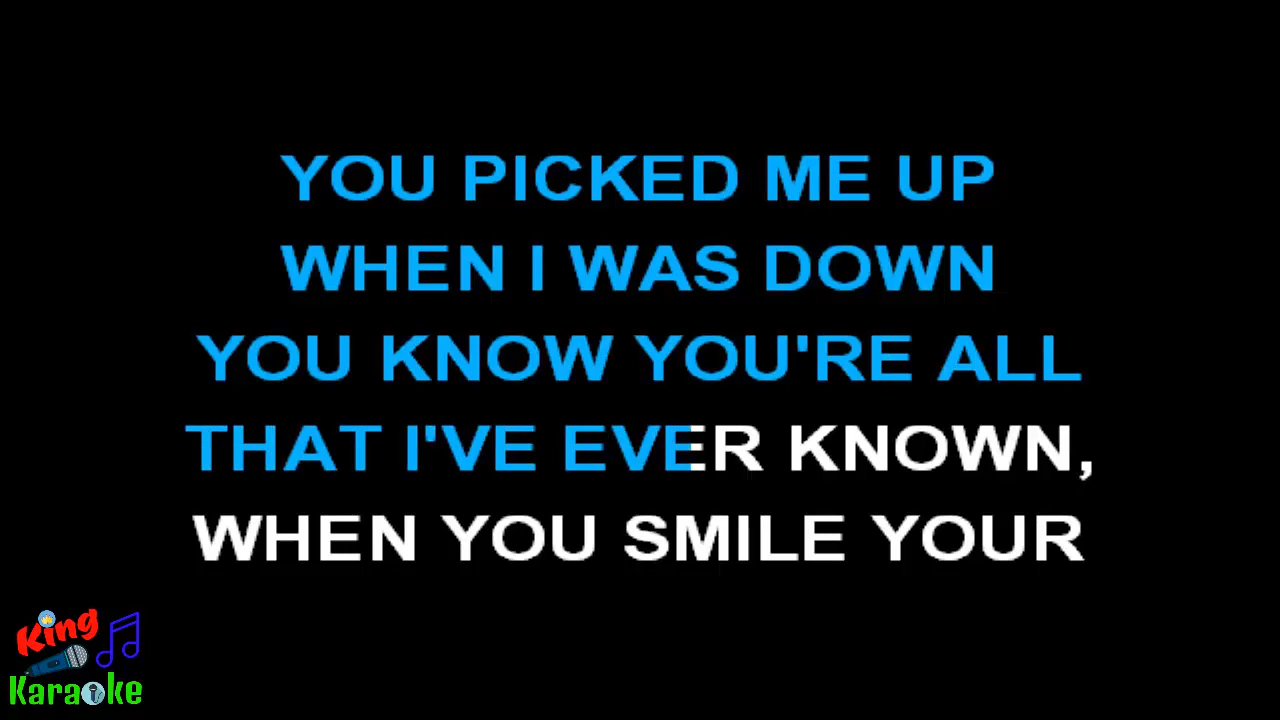 YOU PICKED ME UP
WHEN I WAS DOWN
YOU KNOW YOU'RE ALL
THAT I'VE EVER KNOWN,
WHEN YOU SMILE YOUR
King
Karaoke